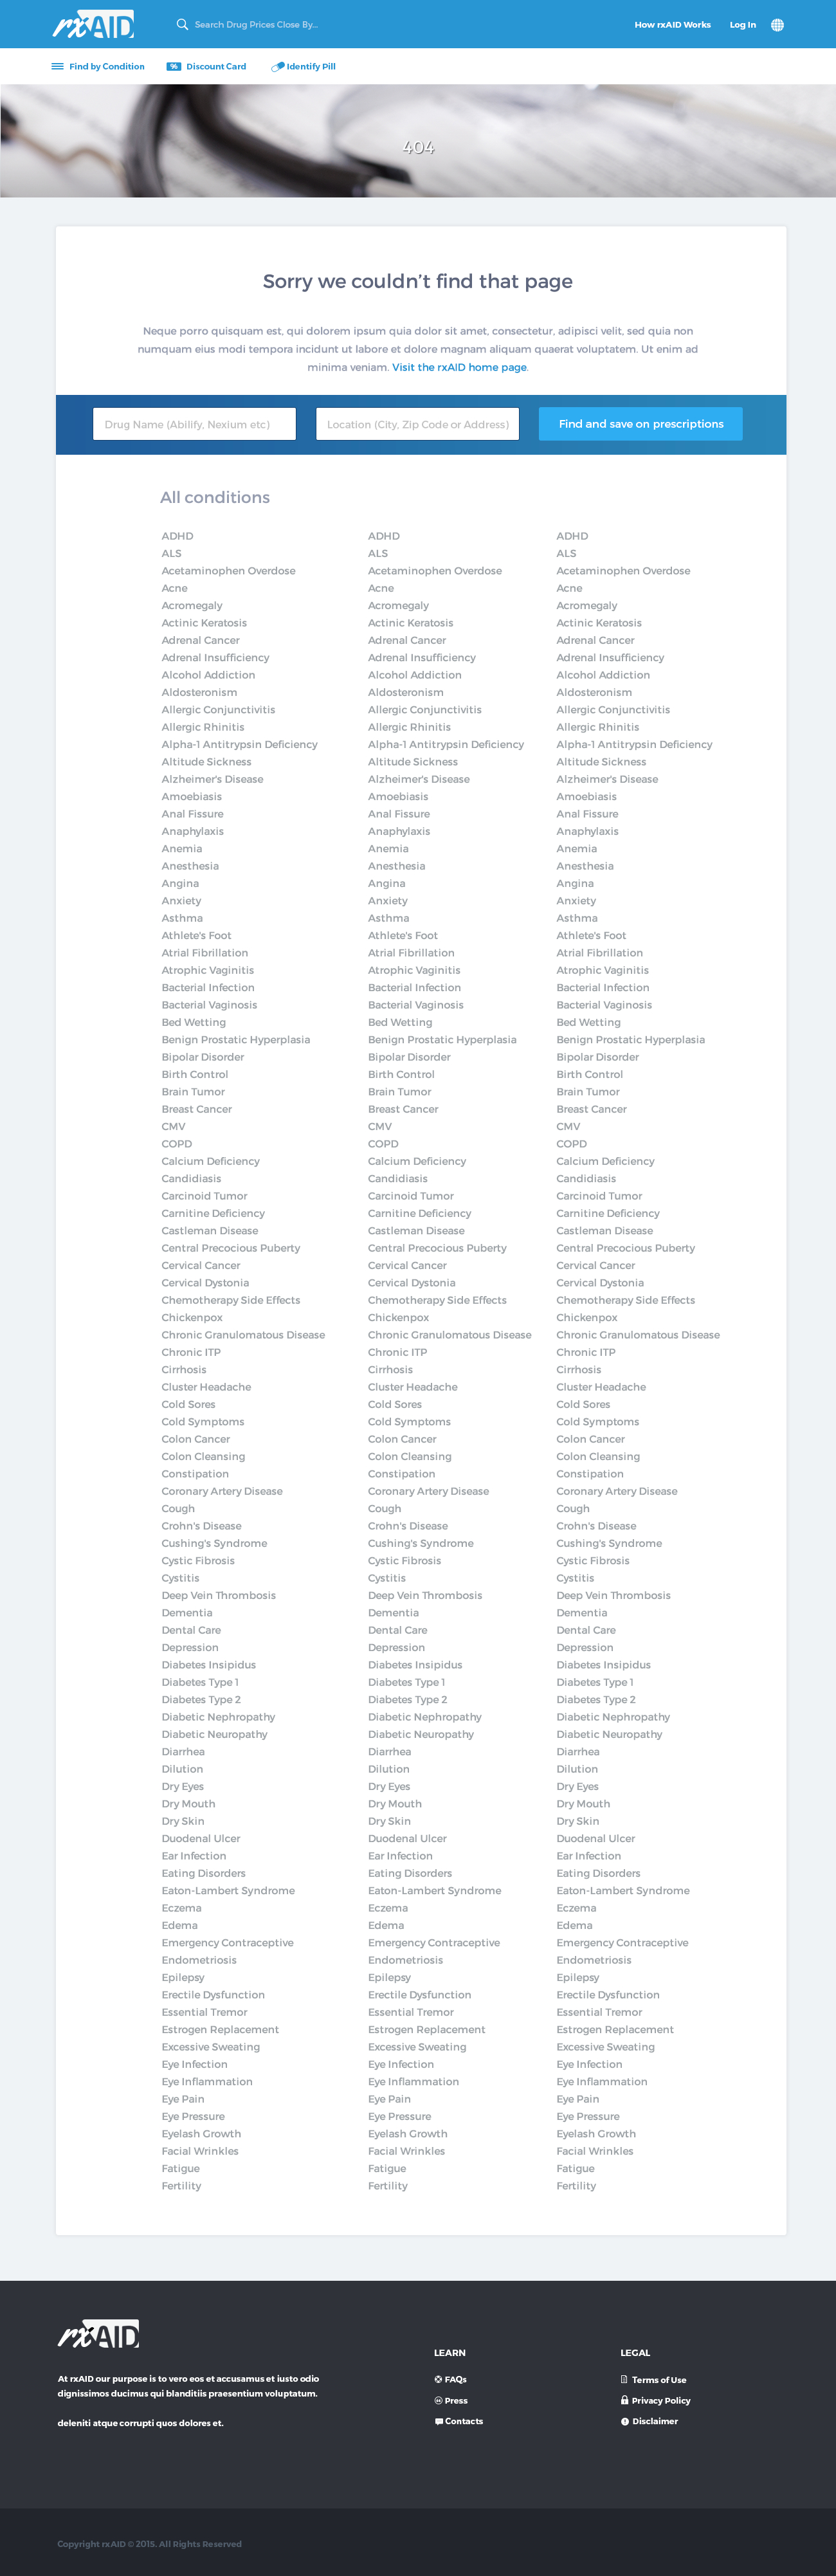 rxAID
Search Drug Prices Close By...
How rxAID Works
Log In
Find by Condition
Discount Card
Identify Pill
404
Sorry we couldn't find that page
Neque porro quisquam est, qui dolorem ipsum quia dolor sit amet, consectetur, adipisci velit, sed quia non
numquam eius modi tempora incidunt ut labore et dolore magnam aliquam quaerat voluptatem. Ut enim ad
minima veniam. Visit the rxAID home page.
Drug Name (Abilify, Nexium etc)
Location (City, Zip Code or Address)
Find and save on prescriptions
All conditions
ADHD
ALS
Acetaminophen Overdose
Acne
Acromegaly
Actinic Keratosis
Adrenal Cancer
Adrenal Insufficiency
Alcohol Addiction
Aldosteronism
Allergic Conjunctivitis
Allergic Rhinitis
Alpha-1 Antitrypsin Deficiency
Altitude Sickness
Alzheimer's Disease
Amoebiasis
Anal Fissure
Anaphylaxis
Anemia
Anesthesia
Angina
Anxiety
Asthma
Athlete's Foot
Atrial Fibrillation
Atrophic Vaginitis
Bacterial Infection
Bacterial Vaginosis
Bed Wetting
Benign Prostatic Hyperplasia
Bipolar Disorder
Birth Control
Brain Tumor
Breast Cancer
CMV
COPD
Calcium Deficiency
Candidiasis
Carcinoid Tumor
Carnitine Deficiency
Castleman Disease
Central Precocious Puberty
Cervical Cancer
Cervical Dystonia
Chemotherapy Side Effects
Chickenpox
Chronic Granulomatous Disease
Chronic ITP
Cirrhosis
Cluster Headache
Cold Sores
Cold Symptoms
Colon Cancer
Colon Cleansing
Constipation
Coronary Artery Disease
Cough
Crohn's Disease
Cushing's Syndrome
Cystic Fibrosis
Cystitis
Deep Vein Thrombosis
Dementia
Dental Care
Depression
Diabetes Insipidus
Diabetes Type 1
Diabetes Type 2
Diabetic Nephropathy
Diabetic Neuropathy
Diarrhea
Dilution
Dry Eyes
Dry Mouth
Dry Skin
Duodenal Ulcer
Ear Infection
Eating Disorders
Eaton-Lambert Syndrome
Eczema
Edema
Emergency Contraceptive
Endometriosis
Epilepsy
Erectile Dysfunction
Essential Tremor
Estrogen Replacement
Excessive Sweating
Eye Infection
Eye Inflammation
Eye Pain
Eye Pressure
Eyelash Growth
Facial Wrinkles
Fatigue
Fertility
ADHD
ALS
Acetaminophen Overdose
Acne
Acromegaly
Actinic Keratosis
Adrenal Cancer
Adrenal Insufficiency
Alcohol Addiction
Aldosteronism
Allergic Conjunctivitis
Allergic Rhinitis
Alpha-1 Antitrypsin Deficiency
Altitude Sickness
Alzheimer's Disease
Amoebiasis
Anal Fissure
Anaphylaxis
Anemia
Anesthesia
Angina
Anxiety
Asthma
Athlete's Foot
Atrial Fibrillation
Atrophic Vaginitis
Bacterial Infection
Bacterial Vaginosis
Bed Wetting
Benign Prostatic Hyperplasia
Bipolar Disorder
Birth Control
Brain Tumor
Breast Cancer
CMV
COPD
Calcium Deficiency
Candidiasis
Carcinoid Tumor
Carnitine Deficiency
Castleman Disease
Central Precocious Puberty
Cervical Cancer
Cervical Dystonia
Chemotherapy Side Effects
Chickenpox
Chronic Granulomatous Disease
Chronic ITP
Cirrhosis
Cluster Headache
Cold Sores
Cold Symptoms
Colon Cancer
Colon Cleansing
Constipation
Coronary Artery Disease
Cough
Crohn's Disease
Cushing's Syndrome
Cystic Fibrosis
Cystitis
Deep Vein Thrombosis
Dementia
Dental Care
Depression
Diabetes Insipidus
Diabetes Type 1
Diabetes Type 2
Diabetic Nephropathy
Diabetic Neuropathy
Diarrhea
Dilution
Dry Eyes
Dry Mouth
Dry Skin
Duodenal Ulcer
Ear Infection
Eating Disorders
Eaton-Lambert Syndrome
Eczema
Edema
Emergency Contraceptive
Endometriosis
Epilepsy
Erectile Dysfunction
Essential Tremor
Estrogen Replacement
Excessive Sweating
Eye Infection
Eye Inflammation
Eye Pain
Eye Pressure
Eyelash Growth
Facial Wrinkles
Fatigue
Fertility
ADHD
ALS
Acetaminophen Overdose
Acne
Acromegaly
Actinic Keratosis
Adrenal Cancer
Adrenal Insufficiency
Alcohol Addiction
Aldosteronism
Allergic Conjunctivitis
Allergic Rhinitis
Alpha-1 Antitrypsin Deficiency
Altitude Sickness
Alzheimer's Disease
Amoebiasis
Anal Fissure
Anaphylaxis
Anemia
Anesthesia
Angina
Anxiety
Asthma
Athlete's Foot
Atrial Fibrillation
Atrophic Vaginitis
Bacterial Infection
Bacterial Vaginosis
Bed Wetting
Benign Prostatic Hyperplasia
Bipolar Disorder
Birth Control
Brain Tumor
Breast Cancer
CMV
COPD
Calcium Deficiency
Candidiasis
Carcinoid Tumor
Carnitine Deficiency
Castleman Disease
Central Precocious Puberty
Cervical Cancer
Cervical Dystonia
Chemotherapy Side Effects
Chickenpox
Chronic Granulomatous Disease
Chronic ITP
Cirrhosis
Cluster Headache
Cold Sores
Cold Symptoms
Colon Cancer
Colon Cleansing
Constipation
Coronary Artery Disease
Cough
Crohn's Disease
Cushing's Syndrome
Cystic Fibrosis
Cystitis
Deep Vein Thrombosis
Dementia
Dental Care
Depression
Diabetes Insipidus
Diabetes Type 1
Diabetes Type 2
Diabetic Nephropathy
Diabetic Neuropathy
Diarrhea
Dilution
Dry Eyes
Dry Mouth
Dry Skin
Duodenal Ulcer
Ear Infection
Eating Disorders
Eaton-Lambert Syndrome
Eczema
Edema
Emergency Contraceptive
Endometriosis
Epilepsy
Erectile Dysfunction
Essential Tremor
Estrogen Replacement
Excessive Sweating
Eye Infection
Eye Inflammation
Eye Pain
Eye Pressure
Eyelash Growth
Facial Wrinkles
Fatigue
Fertility
rxAID
At rxAID our purpose is to vero eos et accusamus et iusto odio
dignissimos ducimus qui blanditiis praesentium voluptatum.
deleniti atque corrupti quos dolores et.
LEARN
FAQs
Press
Contacts
LEGAL
Terms of Use
Privacy Policy
Disclaimer
Copyright rxAID © 2015. All Rights Reserved